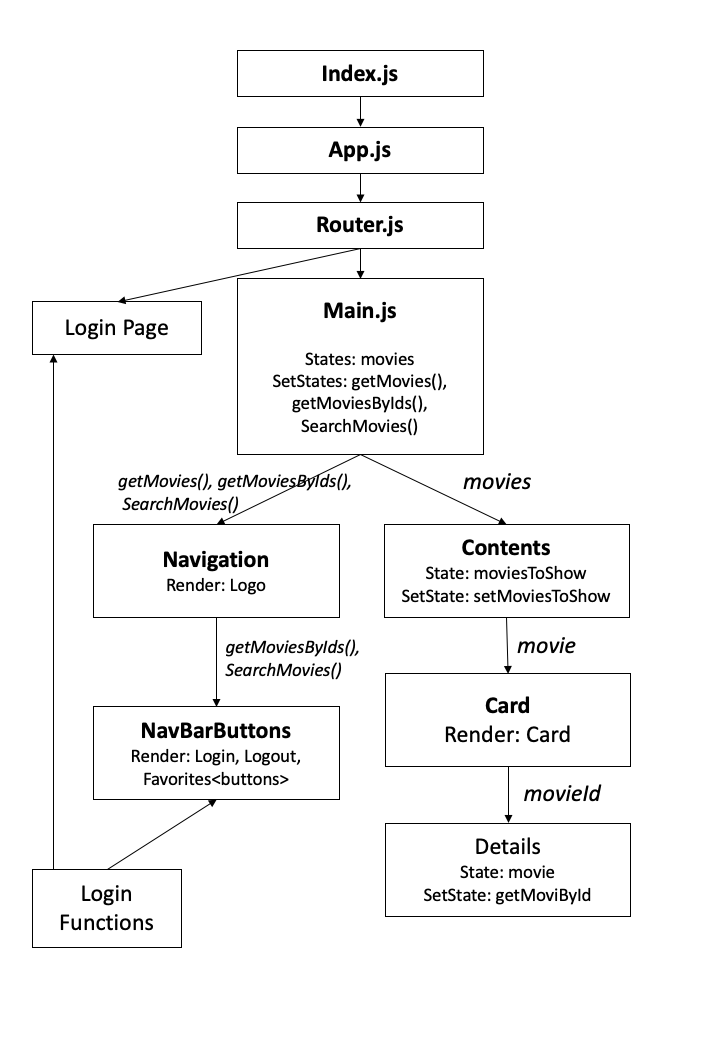 Index.js
App.js
Router.js
Login Page
Main.js
States: movies
SetStates: getMovies(),
getMoviesByIds(),
SearchMovies()
getMovies(), getMoviesByIds(),
SearchMovies()
movies
Navigation
Render: Logo
Contents
State: moviesToShow
SetState: setMoviesToShow
getMoviesByIds(),
SearchMovies()
movie
NavBarButtons
Render: Login, Logout,
Favorites<buttons>
Card
Render: Card
movieId
Login
Functions
Details
State: movie
SetState: getMoviById